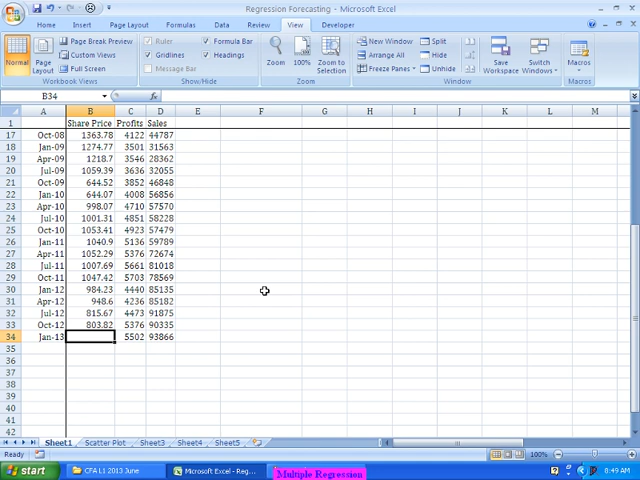 Regression Forecasting - Microsoft Excel
Home Insert Page Layout Formulas Data Review View Developer
Normal
Page Layout
Page Break Preview
Custom Views
Full Screen
Workbook Views
Ruler
Gridlines
Message Bar
Formula Bar
Headings
Show/Hide
Zoom
100%
Zoom to Selection
Zoom
New Window
Arrange All
Freeze Panes
Split
Hide
Unhide
Save Workspace
Switch Windows
Window
Macros
Macros
B34
fx
A B C D E F G H I J K L M
1 Share Price Profits Sales
17 Oct-08 1363.78 4122 44787
18 Jan-09 1274.77 3501 31563
19 Apr-09 1218.7 3546 28362
20 Jul-09 1059.39 3636 32055
21 Oct-09 644.52 3852 46848
22 Jan-10 644.07 4008 56856
23 Apr-10 998.07 4710 57570
24 Jul-10 1001.31 4851 58228
25 Oct-10 1053.41 4923 57479
26 Jan-11 1040.9 5136 59789
27 Apr-11 1052.29 5376 72674
28 Jul-11 1007.69 5661 81018
29 Oct-11 1047.42 5703 78569
30 Jan-12 984.23 4440 85135
31 Apr-12 948.6 4236 85182
32 Jul-12 815.67 4473 91875
33 Oct-12 803.82 5376 90335
34 Jan-13 5502 93866
35
36
37
38
39
40
41
42
Sheet1 Scatter Plot Sheet3 Sheet4 Sheet5
Ready
100%
start
CFA L1 2013 June
Microsoft Excel - Reg...
Multiple Regression
8:49 AM